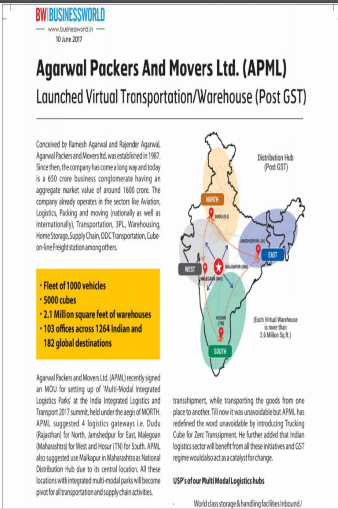 BW BUSINESSWORLD
www.businessworld.in
10 June 2017
Agarwal Packers And Movers Ltd. (APML)
Launched Virtual Transportation/Warehouse (Post GST)
Conceived by Ramesh Agarwal and Rajender Agarwal,
Agarwal Packers and Movers ltd. was established in 1987.
Since then, the company has come a long way and today
is a 650 crore business conglomerate having an
aggregate market value of around 1600 crore. The
company already operates in the sectors like Aviation,
Logistics, Packing and moving (nationally as well as
internationally), Transportation, 3PL, Warehousing,
Home Storage, Supply Chain, ODC Transportation, Cube-
on-line Freight station among others.
• Fleet of 1000 vehicles
• 5000 cubes
• 2.1 Million square feet of warehouses
• 103 offices across 1264 Indian and
182 global destinations
Agarwal Packers and Movers Ltd. (APML) recently signed
an MOU for setting up of 'Multi-Modal Integrated
Logistics Parks' at the India Integrated Logistics and
Transport 2017 summit, held under the aegis of MORTH.
APML suggested 4 logistics gateways i.e. Dudu
(Rajasthan) for North, Jamshedpur for East, Malegoan
(Maharashtra) for West and Hosur (TN) for South. APML
also suggested use Malkapur in Maharashtra as National
Distribution Hub due to its central location. All these
locations with integrated multi-modal parks will become
pivot for all transportation and supply chain activities.
Distribution Hub
(Post GST)
NORTH
DUDU (RJ)
JAMSHEDPUR (JH)
EAST
WEST
MALKAPUR (MH)
MALEGAON (MH)
HOSUR
(TN)
SOUTH
(Each Virtual Warehouse
is more than
2.6 Million Sq.ft.)
transhipment, while transporting the goods from one
place to another. Till now it was unavoidable but APML has
redefined the word unavoidable by introducing Trucking
Cube for Zero Transhipment. He further added that Indian
logistics sector will benefit from all these initiatives and GST
regime would also act as a catalyst for change.
USP's of our Multi Modal Logistics hubs
· World class storage & handling facilities Inbound /